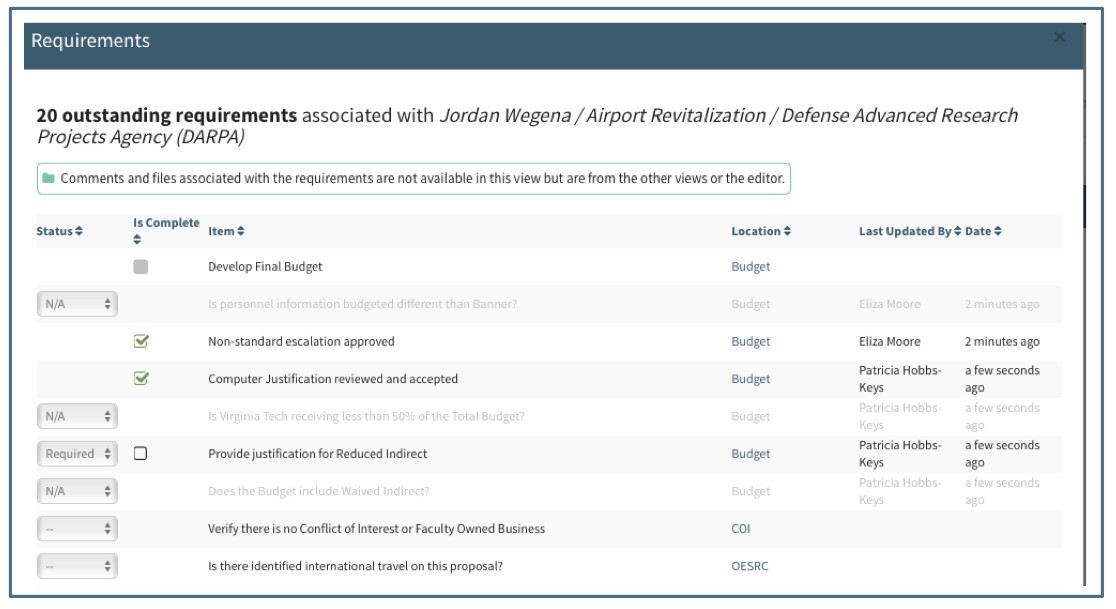 Requirements
×
20 outstanding requirements associated with Jordan Wegena / Airport Revitalization / Defense Advanced Research
Projects Agency (DARPA)
Comments and files associated with the requirements are not available in this view but are from the other views or the editor.
Status Is Complete Item Location Last Updated By Date
Develop Final Budget Budget
N/A Is personnel information budgeted different than Banner? Budget Eliza Moore 2 minutes ago
Non-standard escalation approved Budget Eliza Moore 2 minutes ago
Computer Justification reviewed and accepted Budget Patricia Hobbs- a few seconds
Keys ago
N/A Is Virginia Tech receiving less than 50% of the Total Budget? Budget Patricia Hobbs- a few seconds
Keys ago
Required Provide justification for Reduced Indirect Budget Patricia Hobbs- a few seconds
Keys ago
N/A Does the Budget include Waived Indirect? Budget Patricia Hobbs- a few seconds
Keys ago
-- Verify there is no Conflict of Interest or Faculty Owned Business COI
-- Is there identified international travel on this proposal? OESRC